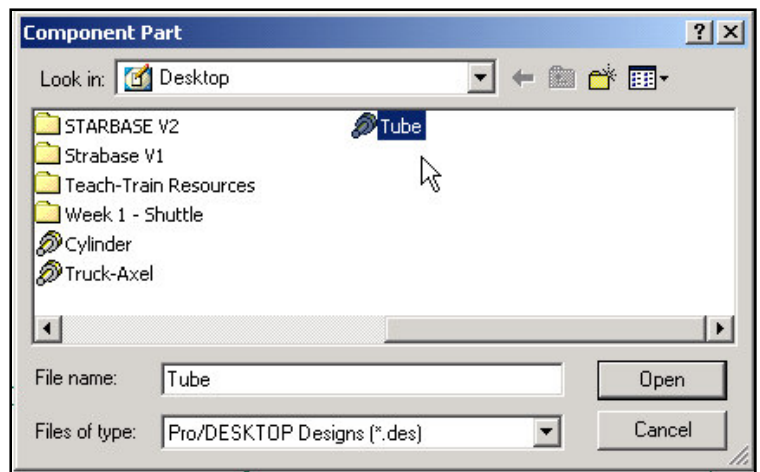 Component Part
Look in: Desktop
STARBASE V2
Strabase V1
Teach-Train Resources
Week 1 - Shuttle
Cylinder
Truck-Axel
Tube
File name: Tube Open
Files of type: Pro/DESKTOP Designs (*.des) Cancel